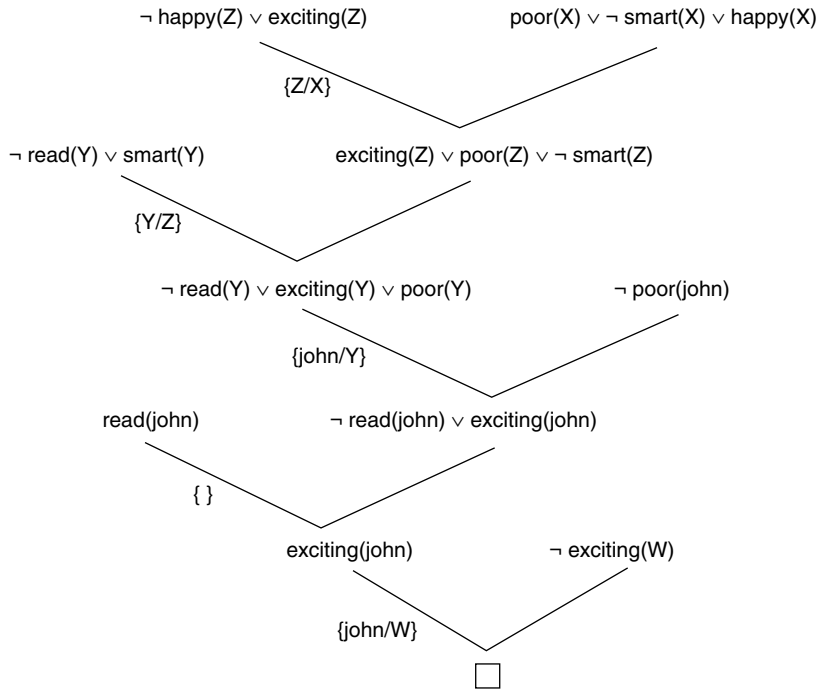 ¬ happy(Z) ∨ exciting(Z) poor(X) ∨ ¬ smart(X) ∨ happy(X)
{Z/X}
¬ read(Y) ∨ smart(Y) exciting(Z) ∨ poor(Z) ∨ ¬ smart(Z)
{Y/Z}
¬ read(Y) ∨ exciting(Y) ∨ poor(Y) ¬ poor(john)
{john/Y}
read(john) ¬ read(john) ∨ exciting(john)
{ }
exciting(john) ¬ exciting(W)
{john/W}